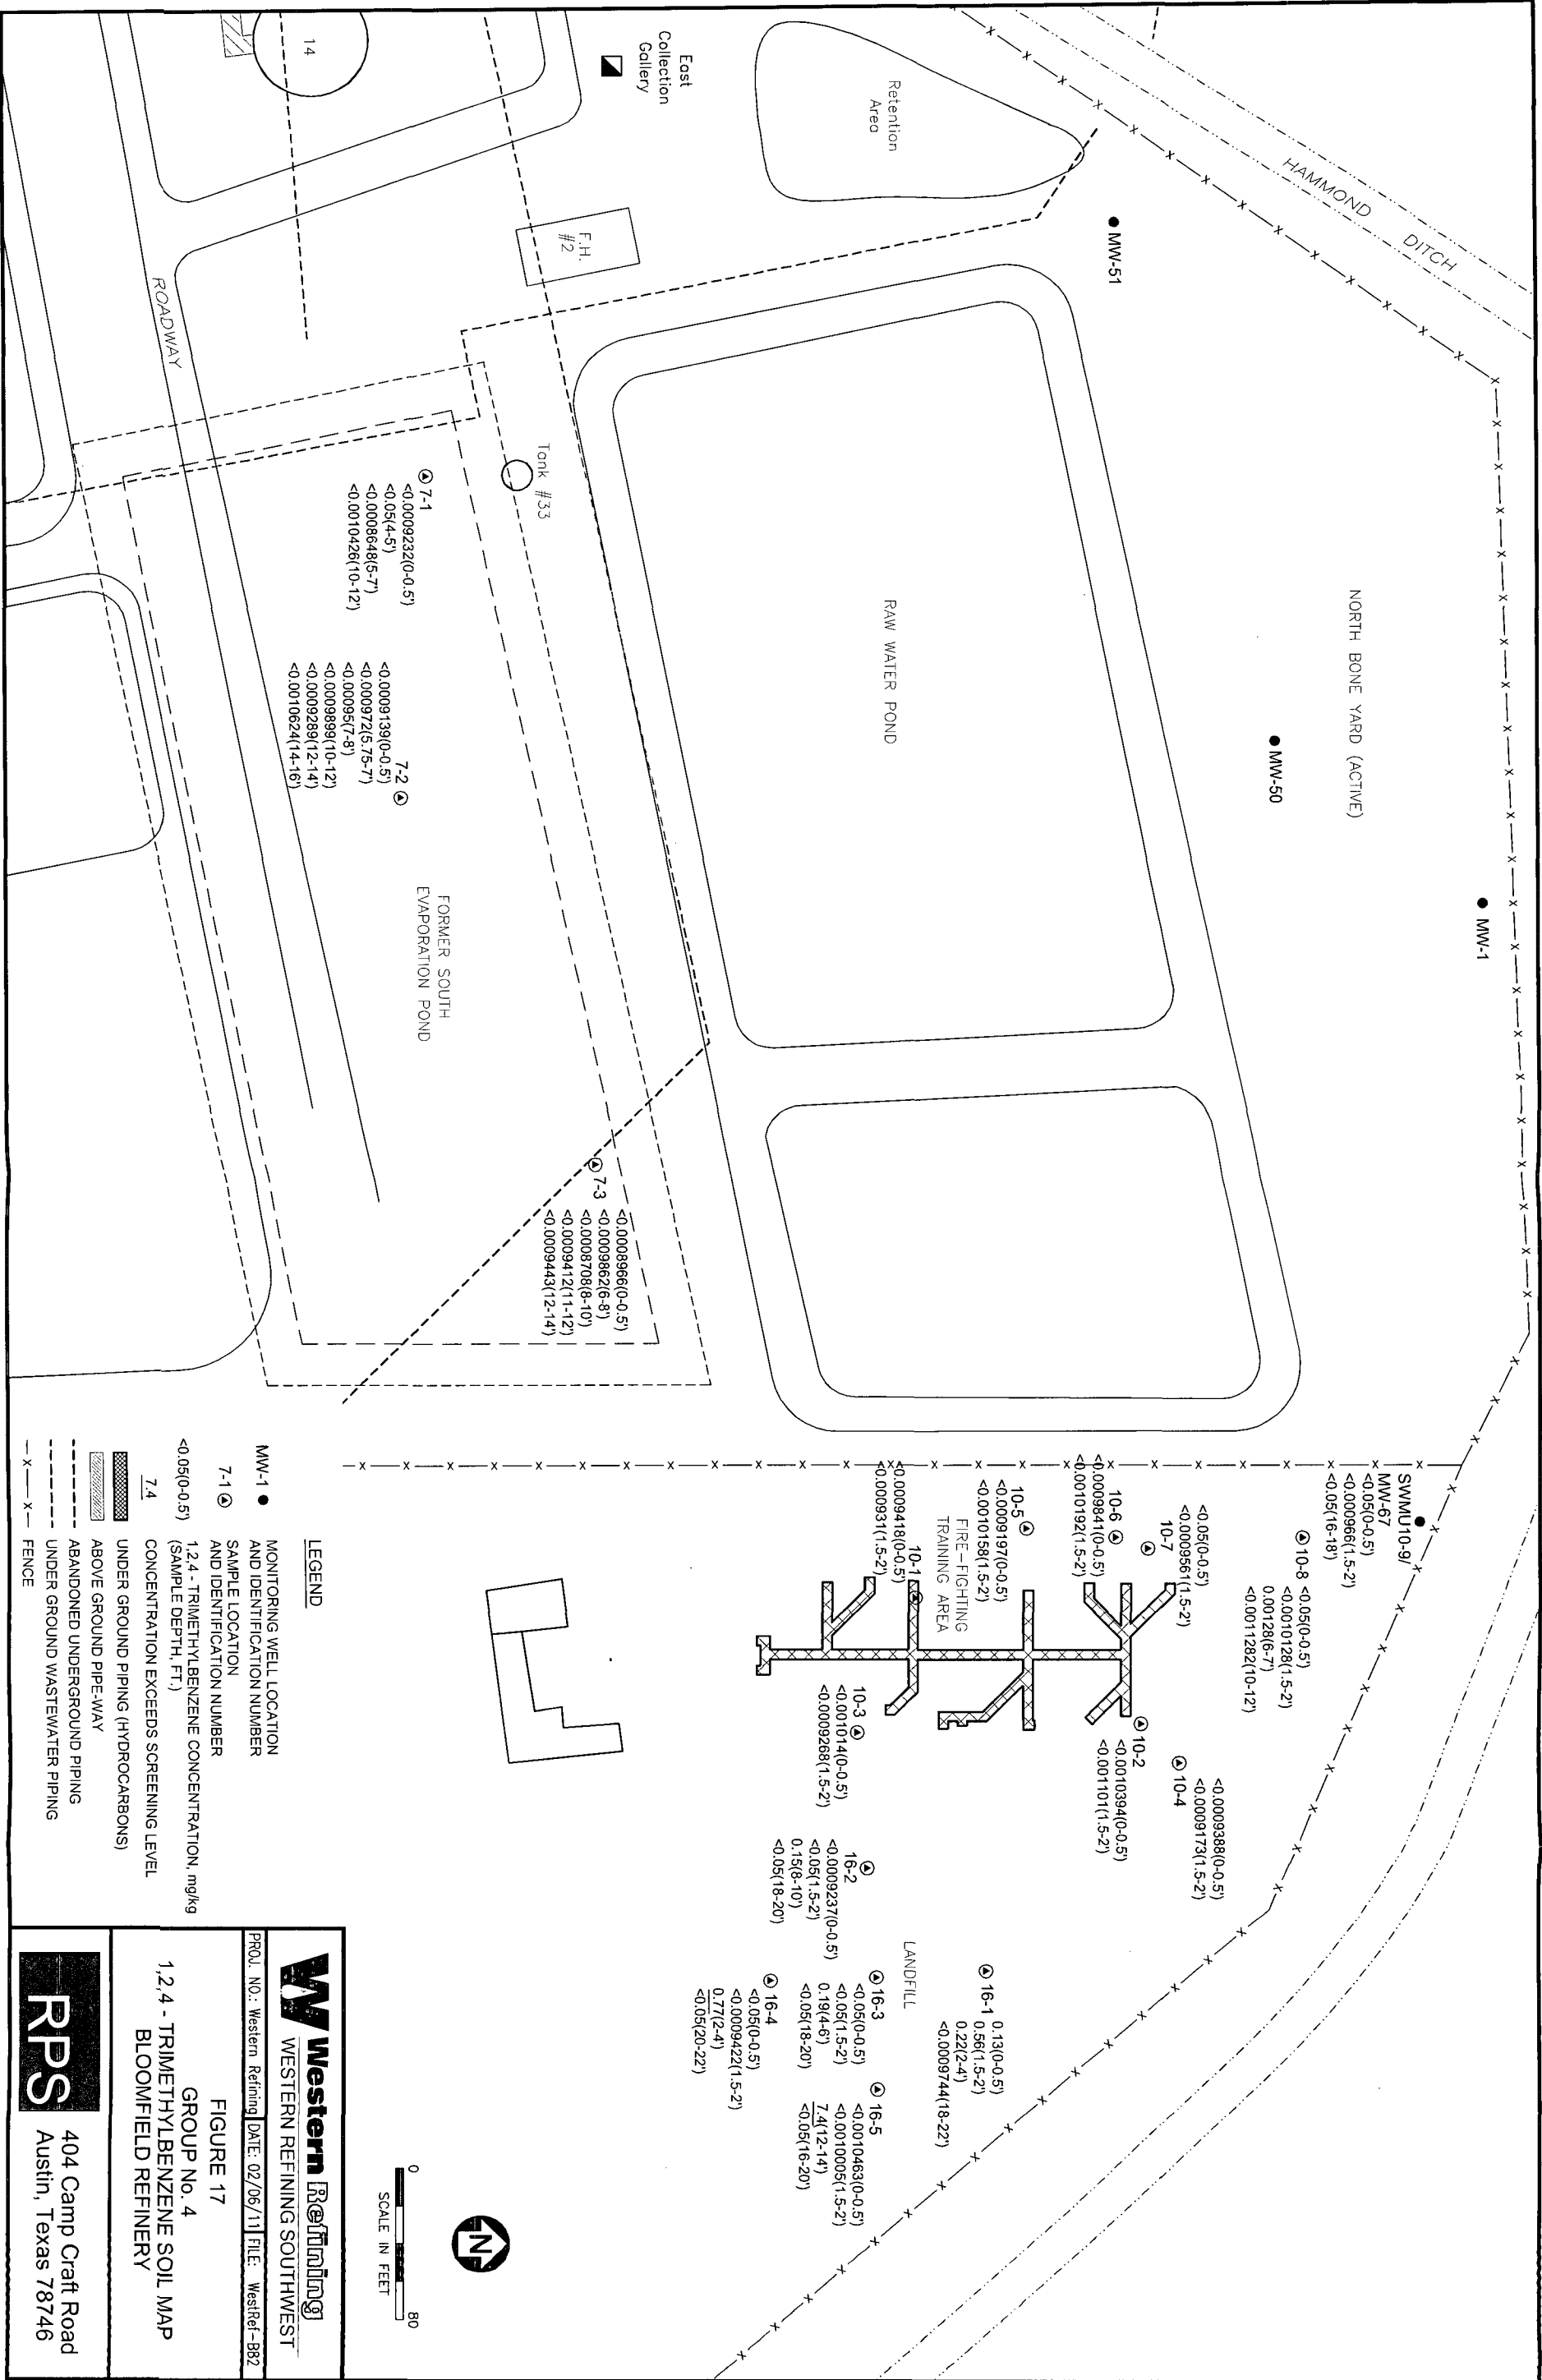 HAMMOND DITCH
NORTH BONE YARD (ACTIVE)
MW-1
MW-50
MW-51
Retention
Area
East
Collection
Gallery
14
F.H.
#2
ROADWAY
RAW WATER POND
Tank #33
7-1
<0.0009232(0-0.5')
<0.05(4-5')
<0.0008648(5-7')
<0.0010426(10-12')
7-2
<0.0009139(0-0.5')
<0.000972(5.75-7')
<0.00095(7-8')
<0.0009899(10-12')
<0.0009289(12-14')
<0.0010624(14-16')
FORMER SOUTH
EVAPORATION POND
7-3
<0.0008966(0-0.5')
<0.0009862(6-8')
<0.0008708(8-10')
<0.0009412(11-12')
<0.0009443(12-14')
SWMU10-9/
MW-67
<0.05(0-0.5')
<0.000966(1.5-2')
<0.05(16-18')
10-8
<0.05(0-0.5')
<0.0010128(1.5-2')
0.00128(6-7')
<0.0011282(10-12')
<0.05(0-0.5')
<0.0009561(1.5-2')
10-7
10-6
<0.0009841(0-0.5')
<0.0010192(1.5-2')
10-5
<0.0009197(0-0.5')
<0.0010158(1.5-2')
FIRE-FIGHTING
TRAINING AREA
10-1
<0.0009418(0-0.5')
<0.000931(1.5-2')
<0.0009388(0-0.5')
<0.0009173(1.5-2')
10-4
10-2
<0.0010394(0-0.5')
<0.001101(1.5-2')
10-3
<0.001014(0-0.5')
<0.0009268(1.5-2')
16-2
<0.0009237(0-0.5')
<0.05(1.5-2')
0.15(8-10')
<0.05(18-20')
LANDFILL
16-1
0.13(0-0.5')
0.56(1.5-2')
0.22(2-4')
<0.0009744(18-22')
16-3
<0.05(0-0.5')
<0.05(1.5-2')
0.19(4-6')
<0.05(18-20')
16-4
<0.05(0-0.5')
<0.0009422(1.5-2')
0.77(2-4')
<0.05(20-22')
16-5
<0.0010463(0-0.5')
<0.0010005(1.5-2')
7.4(12-14')
<0.05(16-20')
LEGEND
MW-1 MONITORING WELL LOCATION
AND IDENTIFICATION NUMBER
7-1 SAMPLE LOCATION
AND IDENTIFICATION NUMBER
<0.05(0-0.5') 1,2,4 - TRIMETHYLBENZENE CONCENTRATION, mg/kg
(SAMPLE DEPTH, FT.)
7.4 CONCENTRATION EXCEEDS SCREENING LEVEL
UNDER GROUND PIPING (HYDROCARBONS)
ABOVE GROUND PIPE-WAY
ABANDONED UNDERGROUND PIPING
UNDER GROUND WASTEWATER PIPING
—x—x— FENCE
N
0 80
SCALE IN FEET
Western Refining
WESTERN REFINING SOUTHWEST
PROJ. NO.: Western Refining DATE: 02/06/11 FILE: WestRef-BB2
FIGURE 17
GROUP No. 4
1,2,4 - TRIMETHYLBENZENE SOIL MAP
BLOOMFIELD REFINERY
RPS
404 Camp Craft Road
Austin, Texas 78746